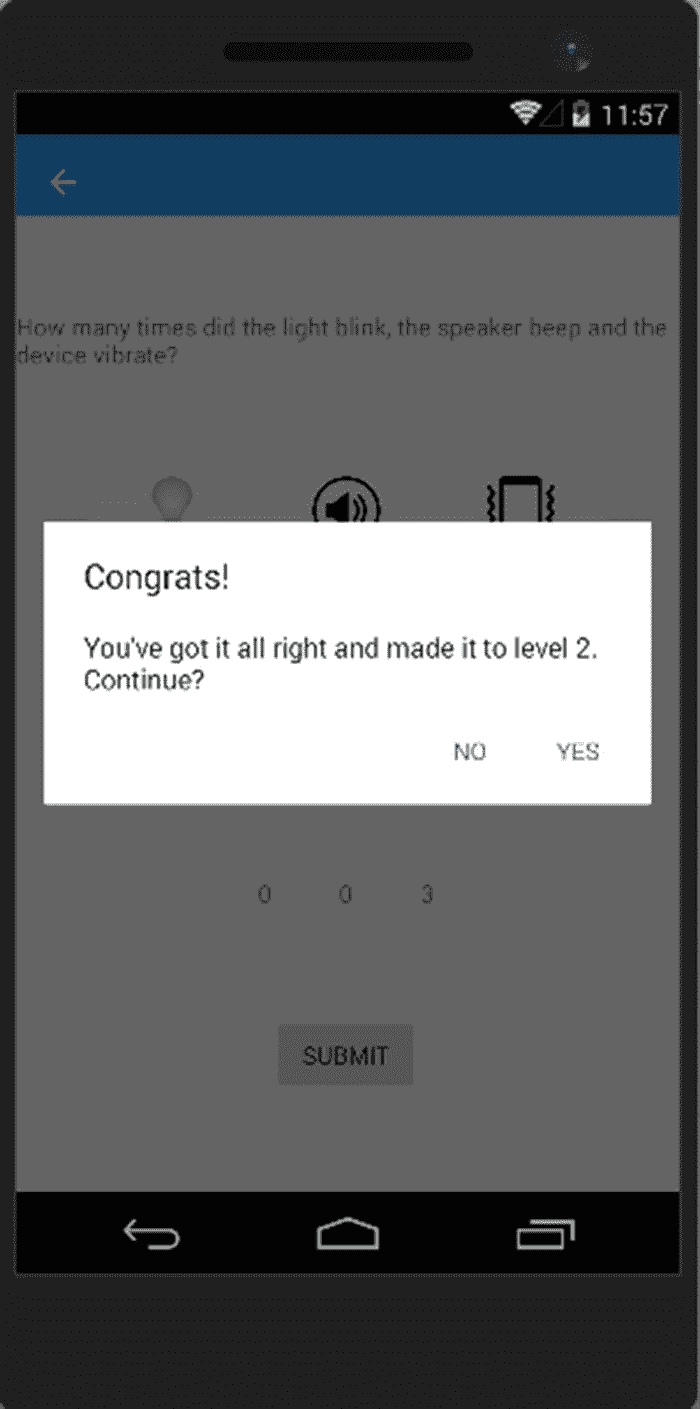 11:57
How many times did the light blink, the speaker beep and the
device vibrate?
Congrats!
You've got it all right and made it to level 2.
Continue?
NO YES
0 0 3
SUBMIT